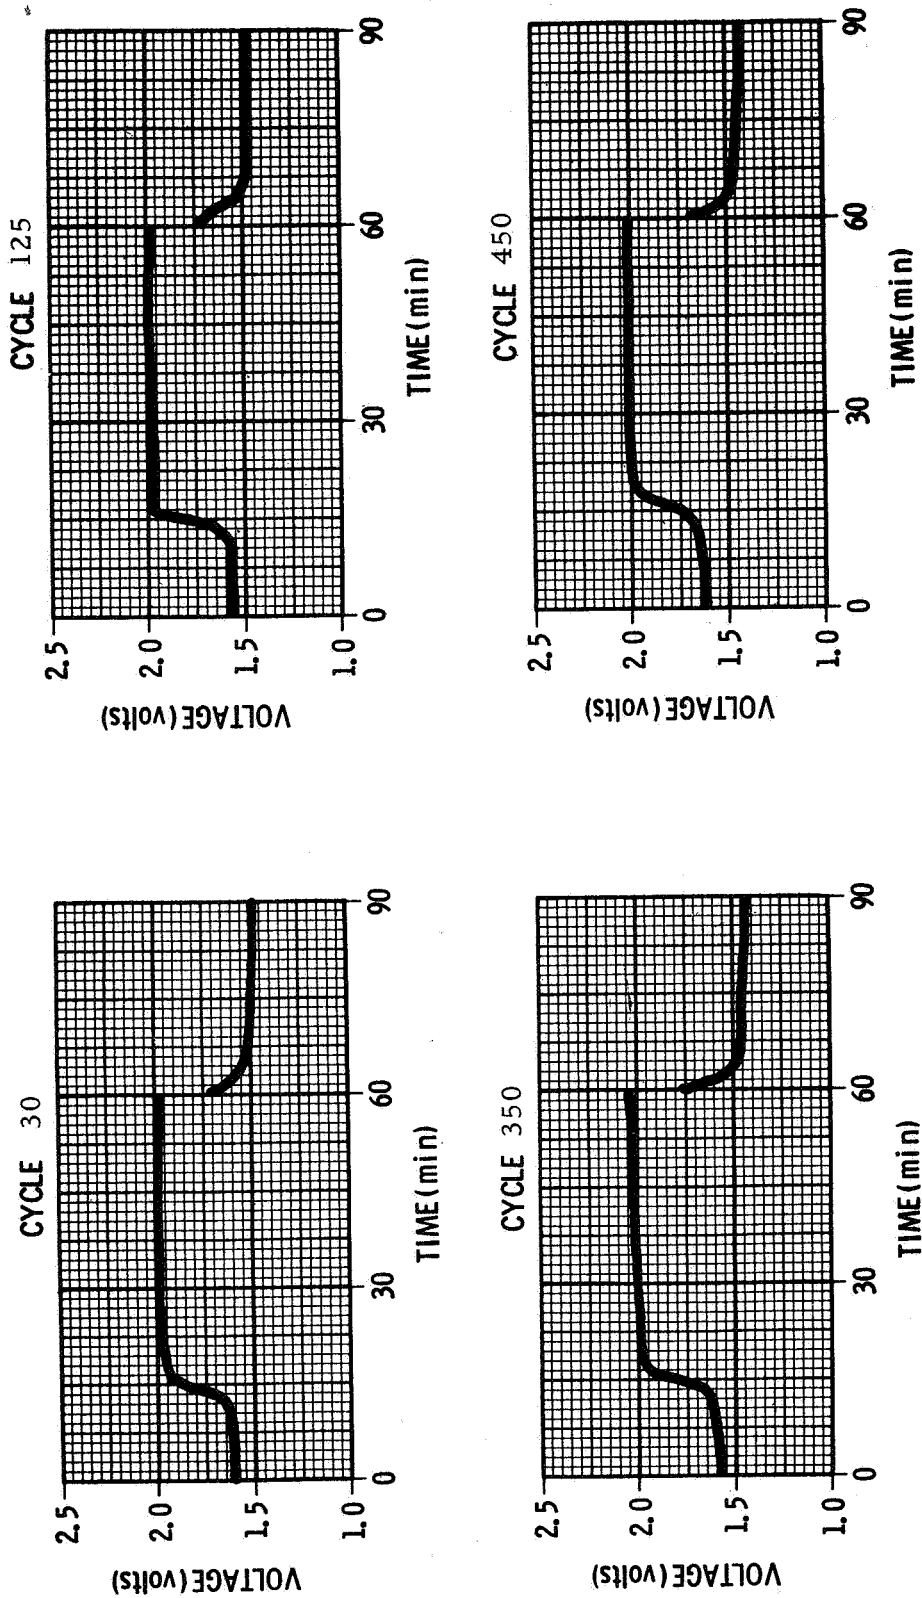 CYCLE 30
VOLTAGE (volts)
2.5
2.0
1.5
1.0
0
30
60
90
TIME (min)
CYCLE 125
VOLTAGE (volts)
2.5
2.0
1.5
1.0
0
30
60
90
TIME (min)
CYCLE 350
VOLTAGE (volts)
2.5
2.0
1.5
1.0
0
30
60
90
TIME (min)
CYCLE 450
VOLTAGE (volts)
2.5
2.0
1.5
1.0
0
30
60
90
TIME (min)